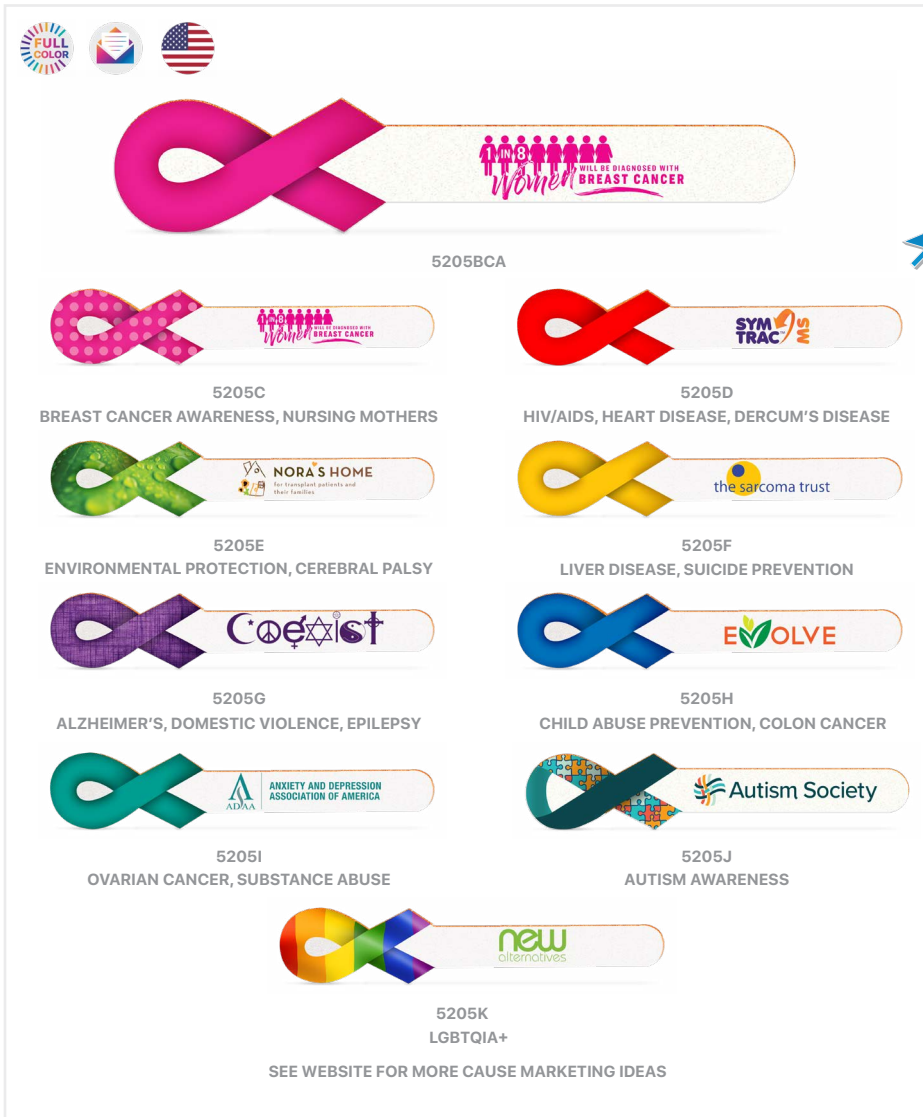 FULL
COLOR
1 IN 8
Women WILL BE DIAGNOSED WITH
BREAST CANCER
5205BCA
1 IN 8
Women WILL BE DIAGNOSED WITH
BREAST CANCER
5205C
BREAST CANCER AWARENESS, NURSING MOTHERS
SYM
TRAC™ MS
5205D
HIV/AIDS, HEART DISEASE, DERCUM'S DISEASE
NORA'S HOME
for transplant patients and
their families
5205E
ENVIRONMENTAL PROTECTION, CEREBRAL PALSY
the sarcoma trust
5205F
LIVER DISEASE, SUICIDE PREVENTION
Coexist
5205G
ALZHEIMER'S, DOMESTIC VIOLENCE, EPILEPSY
EVOLVE
5205H
CHILD ABUSE PREVENTION, COLON CANCER
ADAA
ANXIETY AND DEPRESSION
ASSOCIATION OF AMERICA
5205I
OVARIAN CANCER, SUBSTANCE ABUSE
Autism Society
5205J
AUTISM AWARENESS
new
alternatives
5205K
LGBTQIA+
SEE WEBSITE FOR MORE CAUSE MARKETING IDEAS